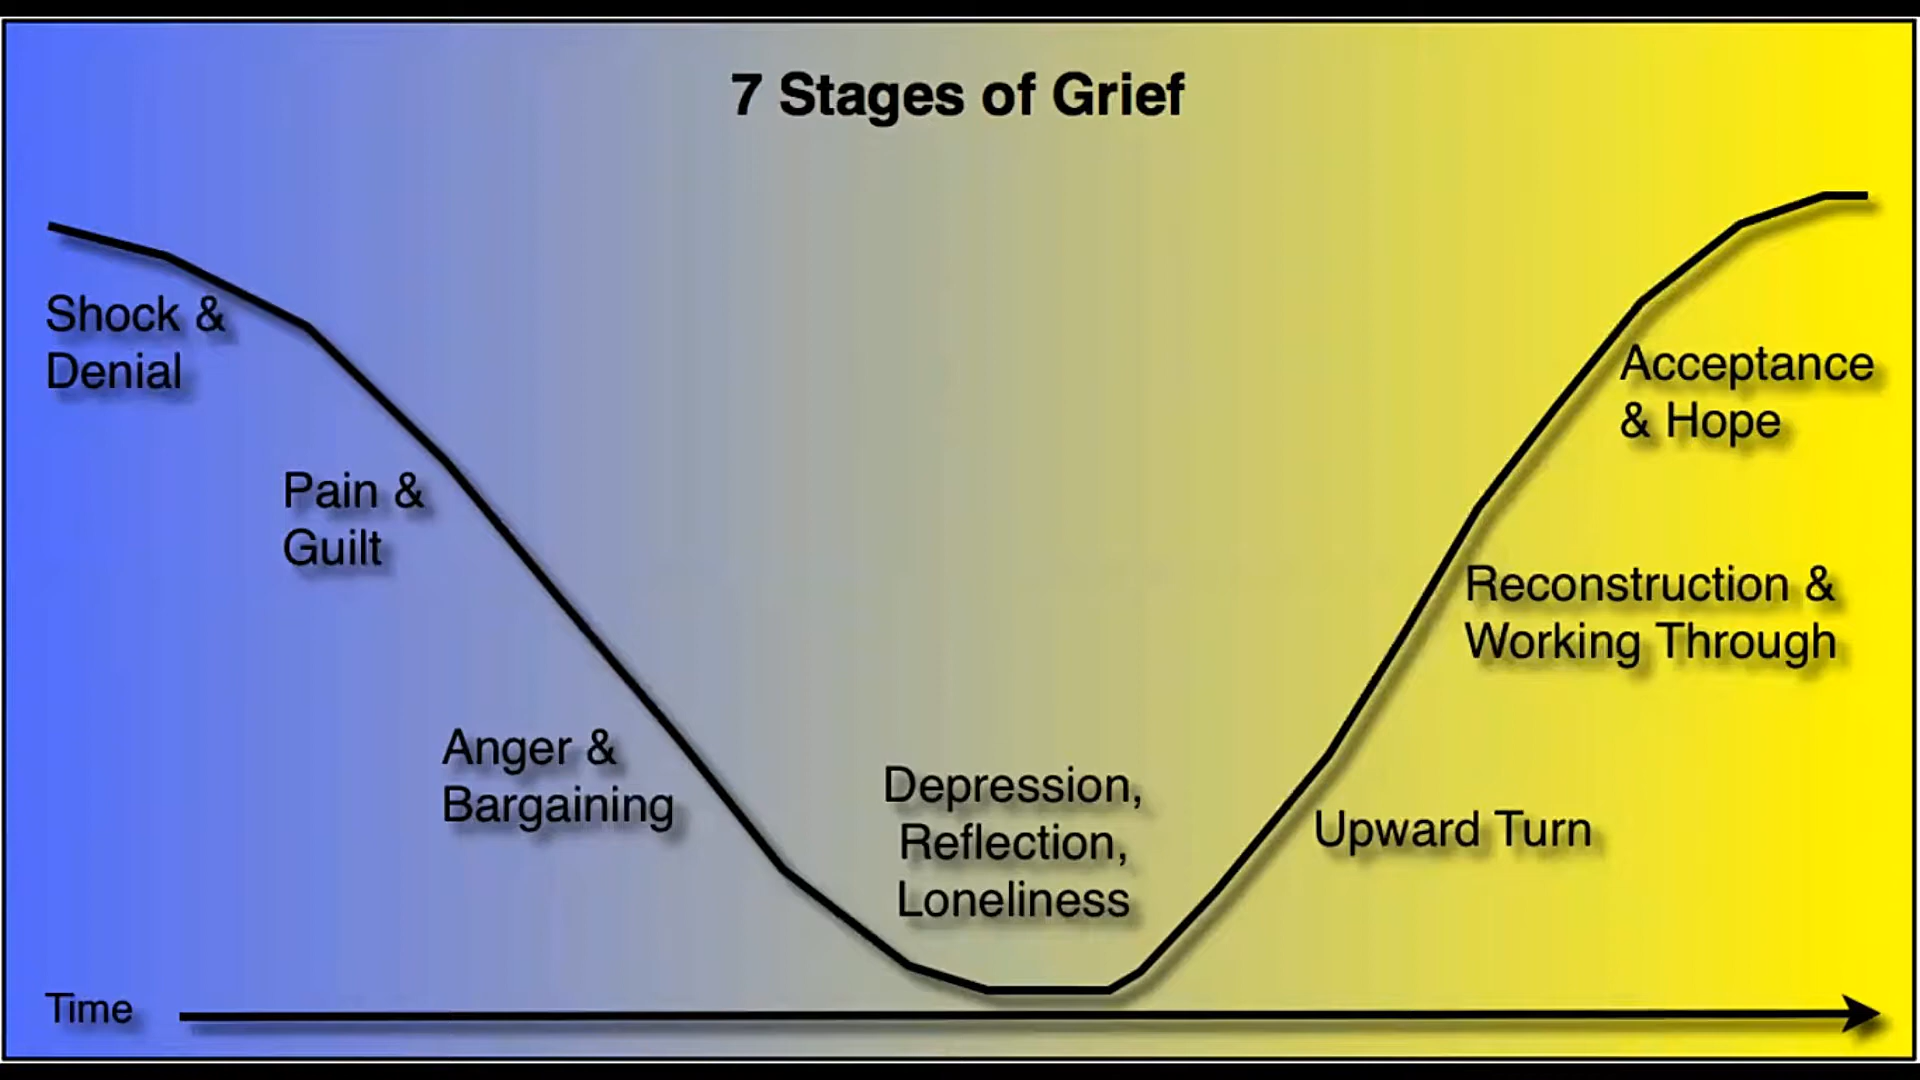 7 Stages of Grief
Shock &
Denial
Pain &
Guilt
Anger &
Bargaining
Depression,
Reflection,
Loneliness
Upward Turn
Reconstruction &
Working Through
Acceptance
& Hope
Time